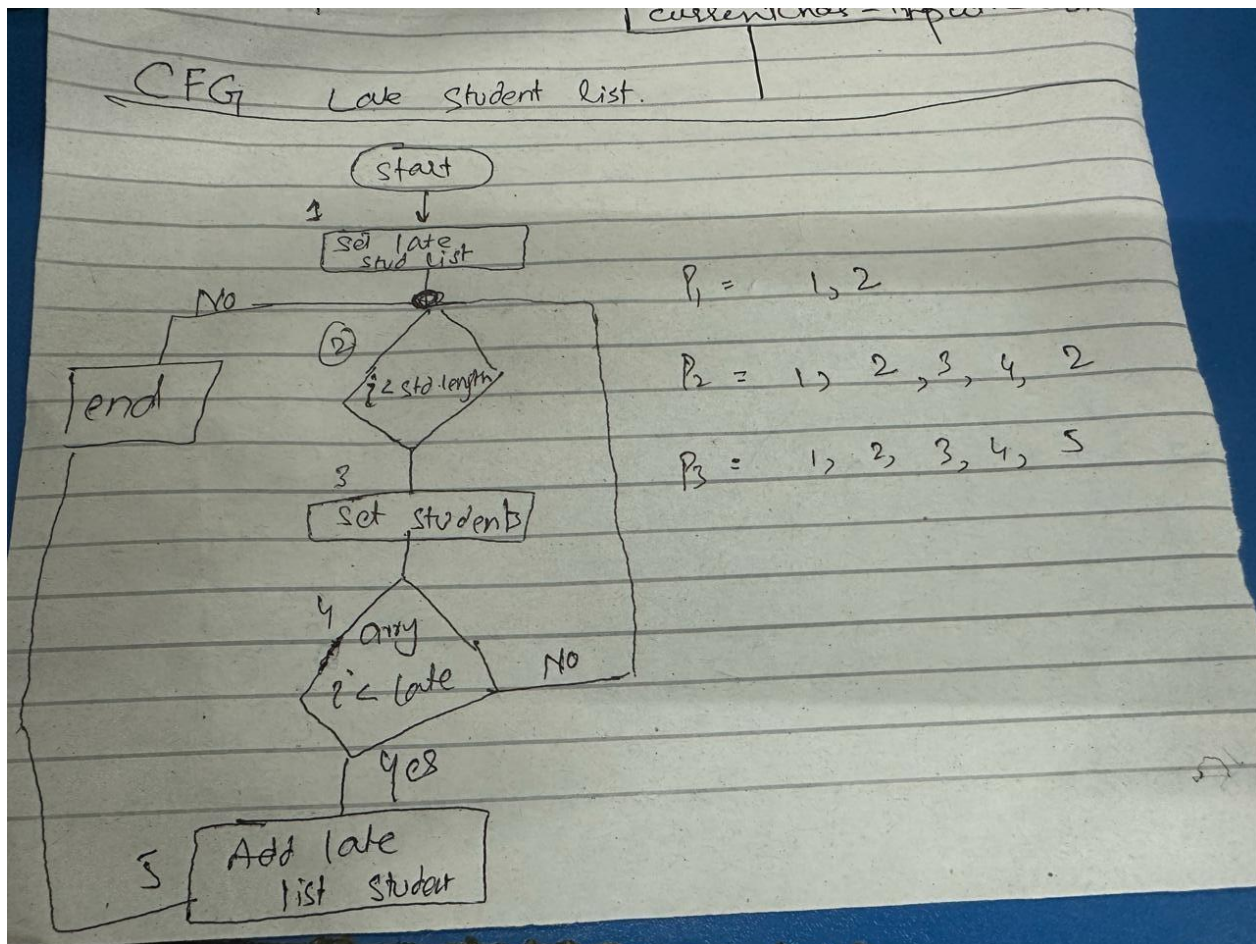 CFG Late Student list.
start
1
Set late
stud list
No
2
i < std.length
end
3
Set students
4
arry
i < late
No
Yes
5
Add late
list Student
P1 = 1, 2
P2 = 1, 2, 3, 4, 2
P3 = 1, 2, 3, 4, 5